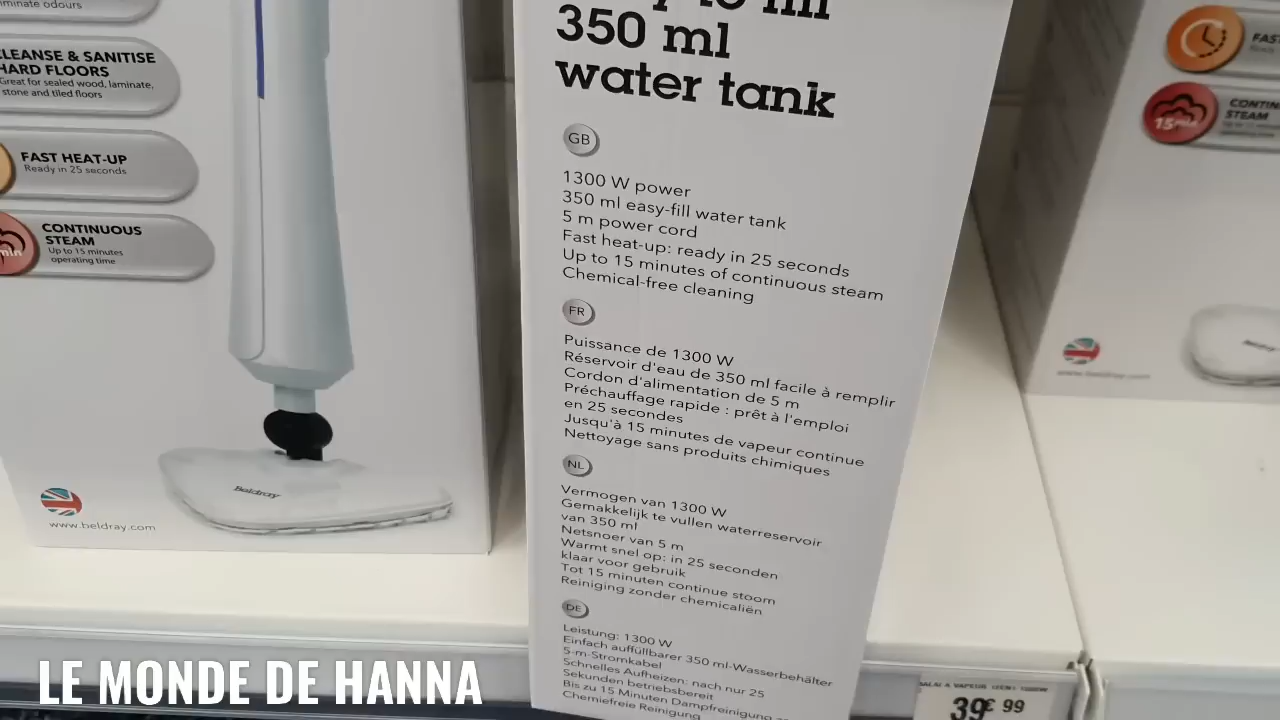 CLEANSE & SANITISE
HARD FLOORS
Great for sealed wood, laminate,
stone and tiled floors
FAST HEAT-UP
Ready in 25 seconds
CONTINUOUS
STEAM
Up to 15 minutes
operating time
Beldray
www.beldray.com
350 ml
water tank
GB
1300 W power
350 ml easy-fill water tank
5 m power cord
Fast heat-up: ready in 25 seconds
Up to 15 minutes of continuous steam
Chemical-free cleaning
FR
Puissance de 1300 W
Réservoir d'eau de 350 ml facile à remplir
Cordon d'alimentation de 5 m
Préchauffage rapide : prêt à l'emploi
en 25 secondes
Jusqu'à 15 minutes de vapeur continue
Nettoyage sans produits chimiques
NL
Vermogen van 1300 W
Gemakkelijk te vullen waterreservoir
van 350 ml
Netsnoer van 5 m
Warmt snel op: in 25 seconden
klaar voor gebruik
Tot 15 minuten continue stoom
Reiniging zonder chemicaliën
DE
Leistung: 1300 W
Einfach auffüllbarer 350 ml-Wasserbehälter
5-m-Stromkabel
Schnelles Aufheizen: nach nur 25
Sekunden betriebsbereit
Bis zu 15 Minuten Dampfreinigung
Chemiefreie Reinigung
FAS
CONTIN
STEAM
15 min
www.beldray.com
39€ 99
LE MONDE DE HANNA